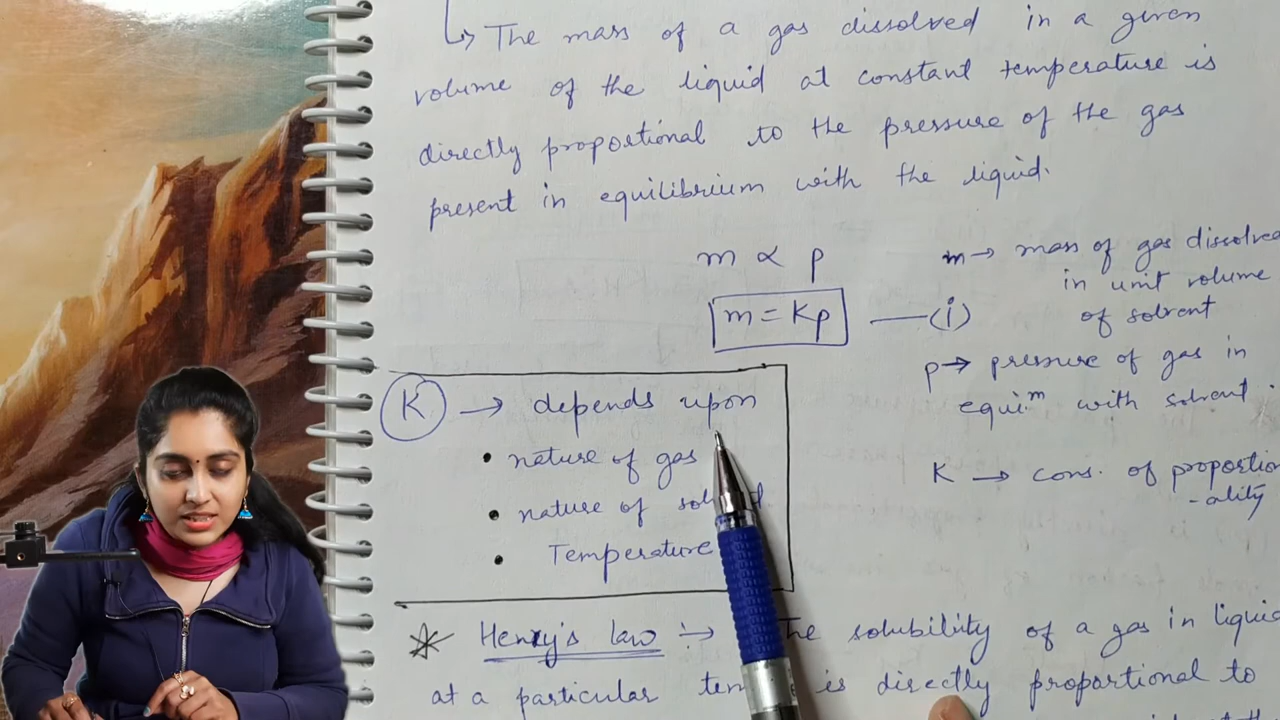 ↳ The mass of a gas dissolved in a given
volume of the liquid at constant temperature is
directly proportional to the pressure of the gas
present in equilibrium with the liquid.
m ∝ p
m = Kp —(i)
m → mass of gas dissolved
in unit volume
of solvent
p → pressure of gas in
equiᵐ with solvent
K → cons. of proportion
-ality
K → depends upon
• nature of gas
• nature of
• Temperature
* Henry's law :→ The solubility of a gas in liquid
at a particular is directly proportional to